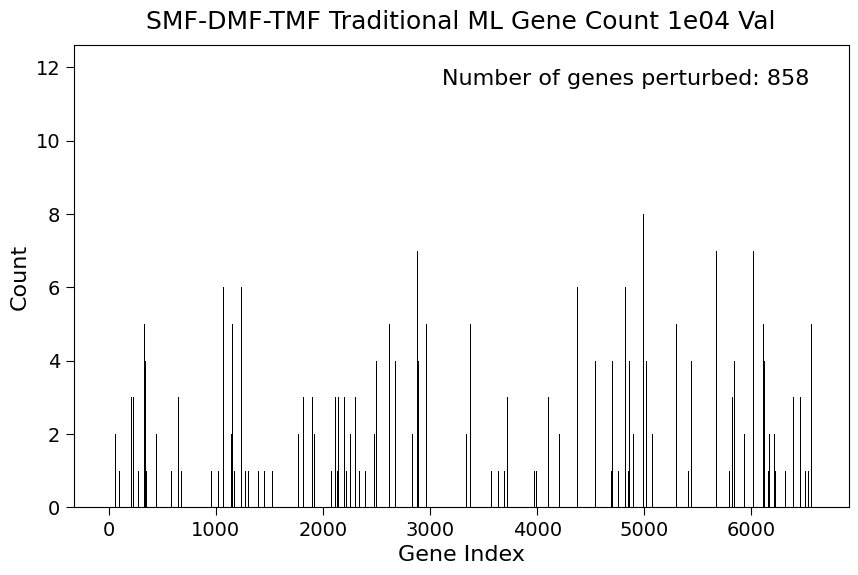 SMF-DMF-TMF Traditional ML Gene Count 1e04 Val
Number of genes perturbed: 858
Count
12
10
8
6
4
2
0
0 1000 2000 3000 4000 5000 6000
Gene Index